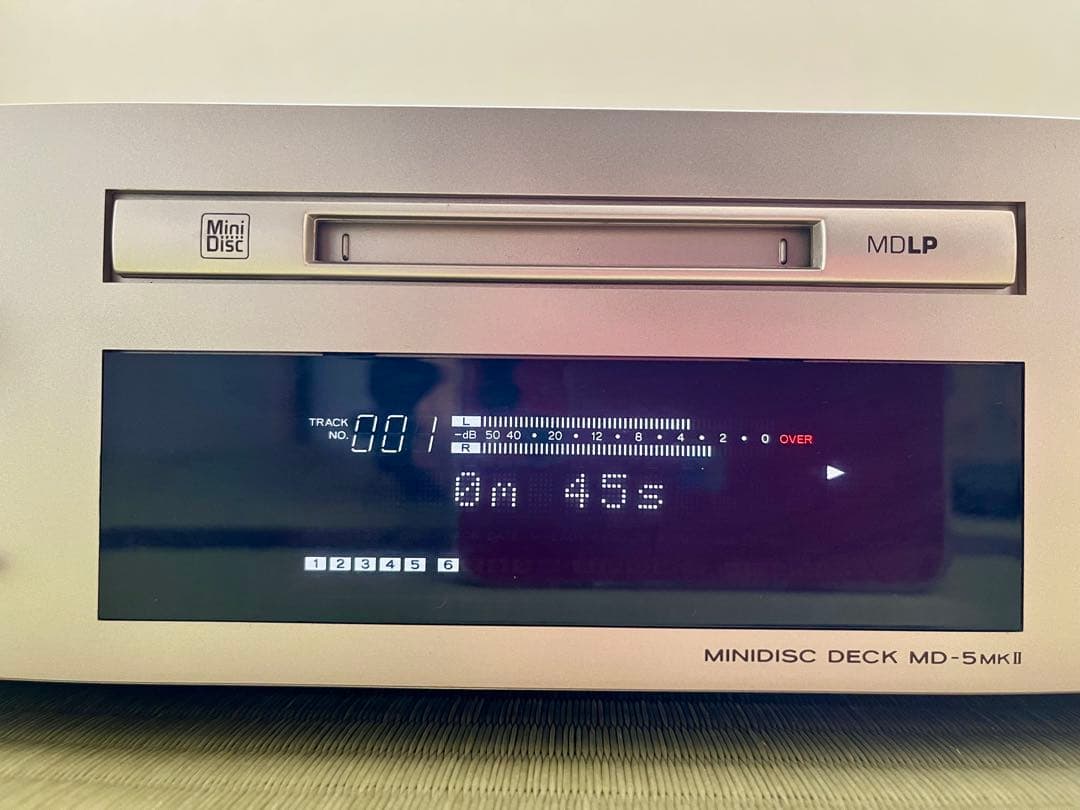 Mini
Disc
MDLP
TRACK
NO. 001
L
-dB 50 40 • 20 • 12 • 8 • 4 • 2 • 0 OVER
R
0m 45s
1 2 3 4 5 6
MINIDISC DECK MD-5MKII